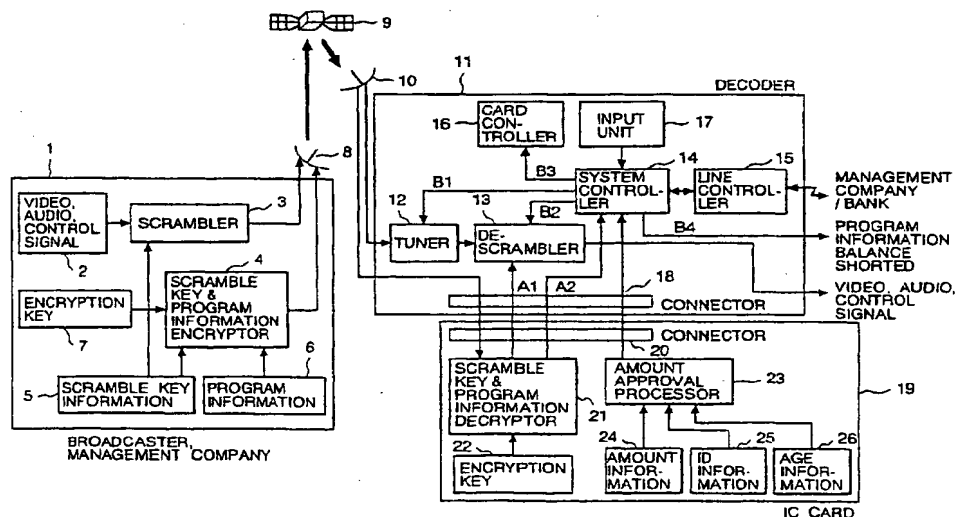 9
10
11
DECODER
16
CARD
CON-
TROLLER
INPUT
UNIT
17
1
8
B3
14
15
VIDEO,
AUDIO,
CONTROL
SIGNAL
2
3
SCRAMBLER
B1
SYSTEM
CONTROL-
LER
LINE
CONTROL-
LER
MANAGEMENT
COMPANY
/ BANK
12
13
B2
B4
TUNER
DE-
SCRAMBLER
PROGRAM
INFORMATION
BALANCE
SHORTED
4
ENCRYPTION
KEY
7
SCRAMBLE
KEY &
PROGRAM
INFORMATION
ENCRYPTOR
A1
A2
18
CONNECTOR
VIDEO, AUDIO,
CONTROL
SIGNAL
CONNECTOR
20
5
SCRAMBLE KEY
INFORMATION
6
PROGRAM
INFORMATION
BROADCASTER,
MANAGEMENT COMPANY
SCRAMBLE
KEY &
PROGRAM
INFORMATION
DECRYPTOR
21
AMOUNT
APPROVAL
PROCESSOR
23
19
22
ENCRYPTION
KEY
24
AMOUNT
INFOR-
MATION
25
ID
INFOR-
MATION
26
AGE
INFOR-
MATION
IC CARD